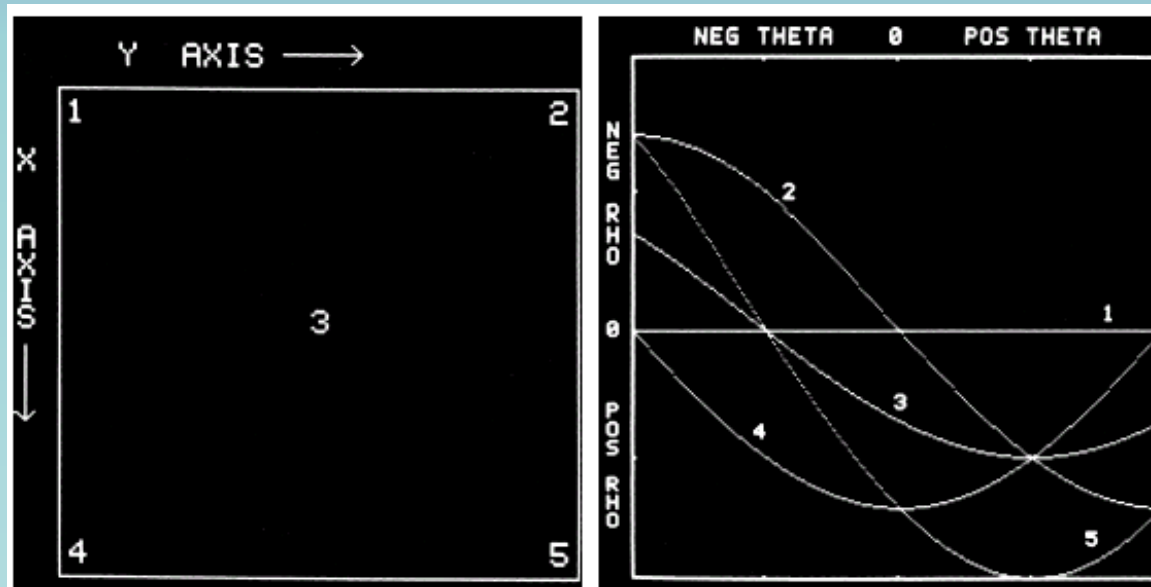 Y AXIS
1
2
X AXIS
3
4
5
NEG THETA 0 POS THETA
NEG RHO
0
POS RHO
2
1
3
4
5